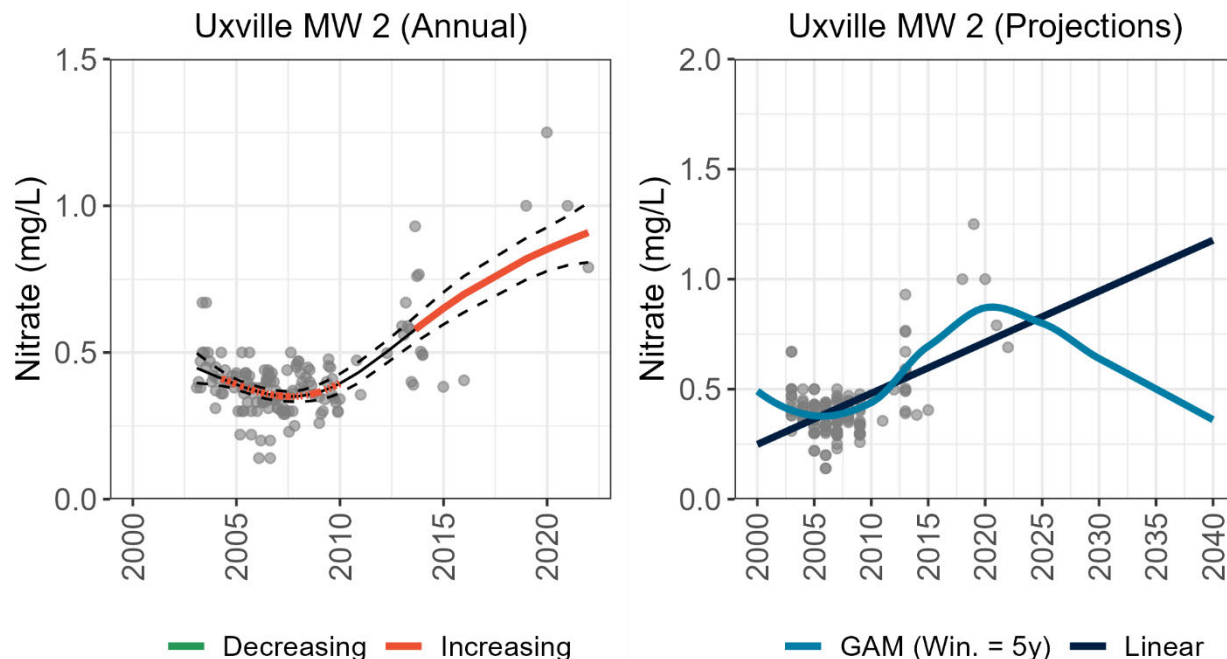 Uxville MW 2 (Annual)
Nitrate (mg/L)
1.5
1.0
0.5
0.0
2000
2005
2010
2015
2020
Decreasing
Increasing
Uxville MW 2 (Projections)
Nitrate (mg/L)
2.0
1.5
1.0
0.5
0.0
2000
2005
2010
2015
2020
2025
2030
2035
2040
GAM (Win. = 5y)
Linear